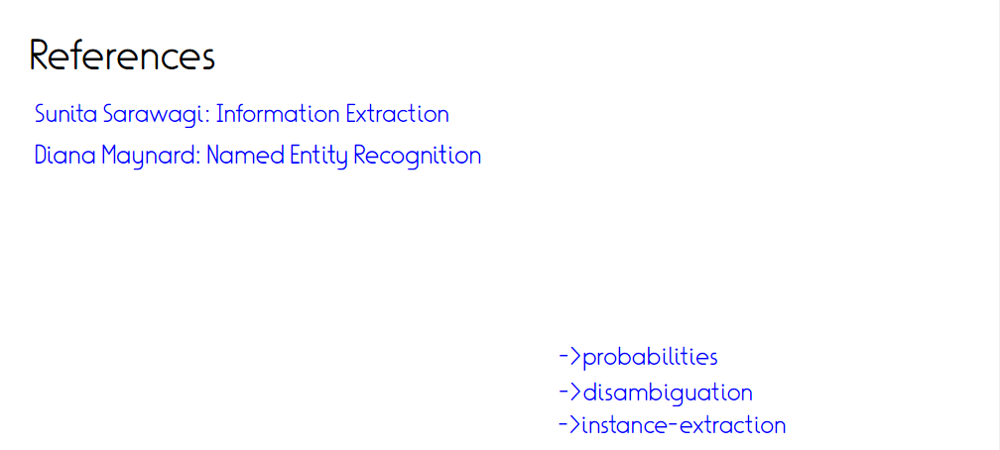 References
Sunita Sarawagi: Information Extraction
Diana Maynard: Named Entity Recognition
->probabilities
->disambiguation
->instance-extraction